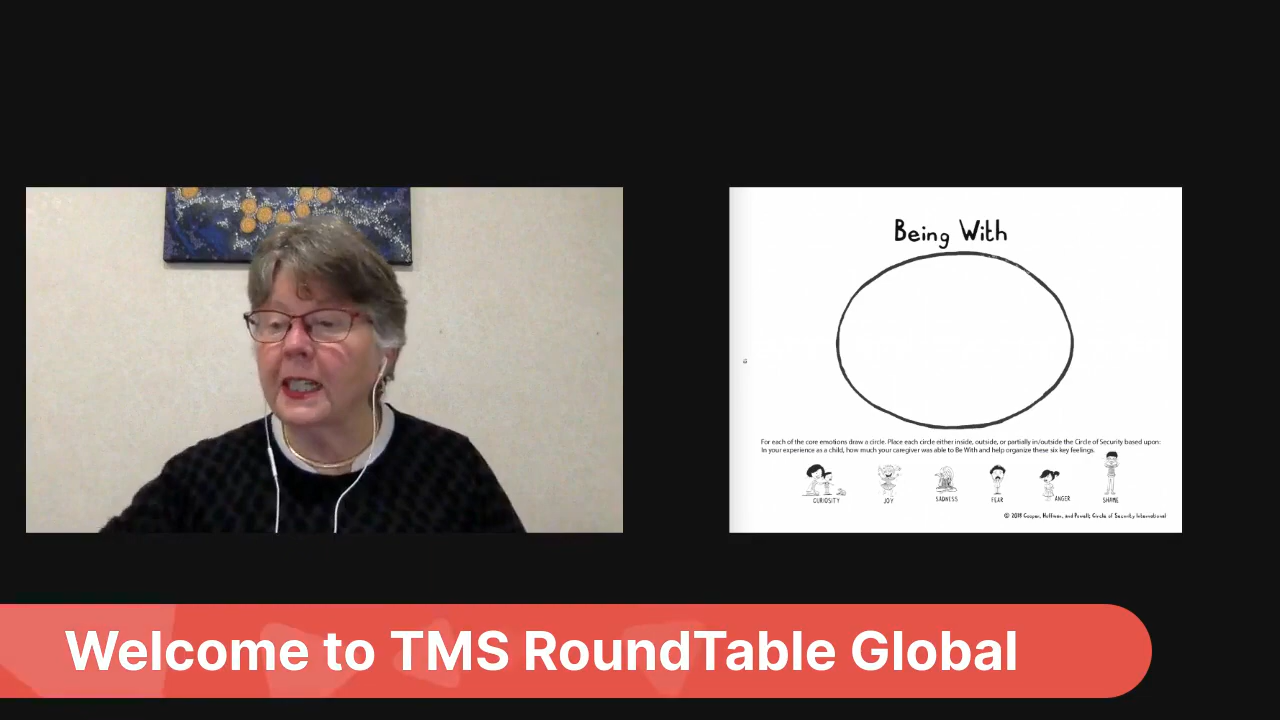 Being With
For each of the core emotions draw a circle. Place each circle either inside, outside, or partially in/outside the Circle of Security based upon:
In your experience as a child, how much your caregiver was able to Be With and help organize these six key feelings.
CURIOSITY JOY SADNESS FEAR ANGER SHAME
© 2018 Cooper, Hoffman, and Powell; Circle of Security International
Welcome to TMS RoundTable Global